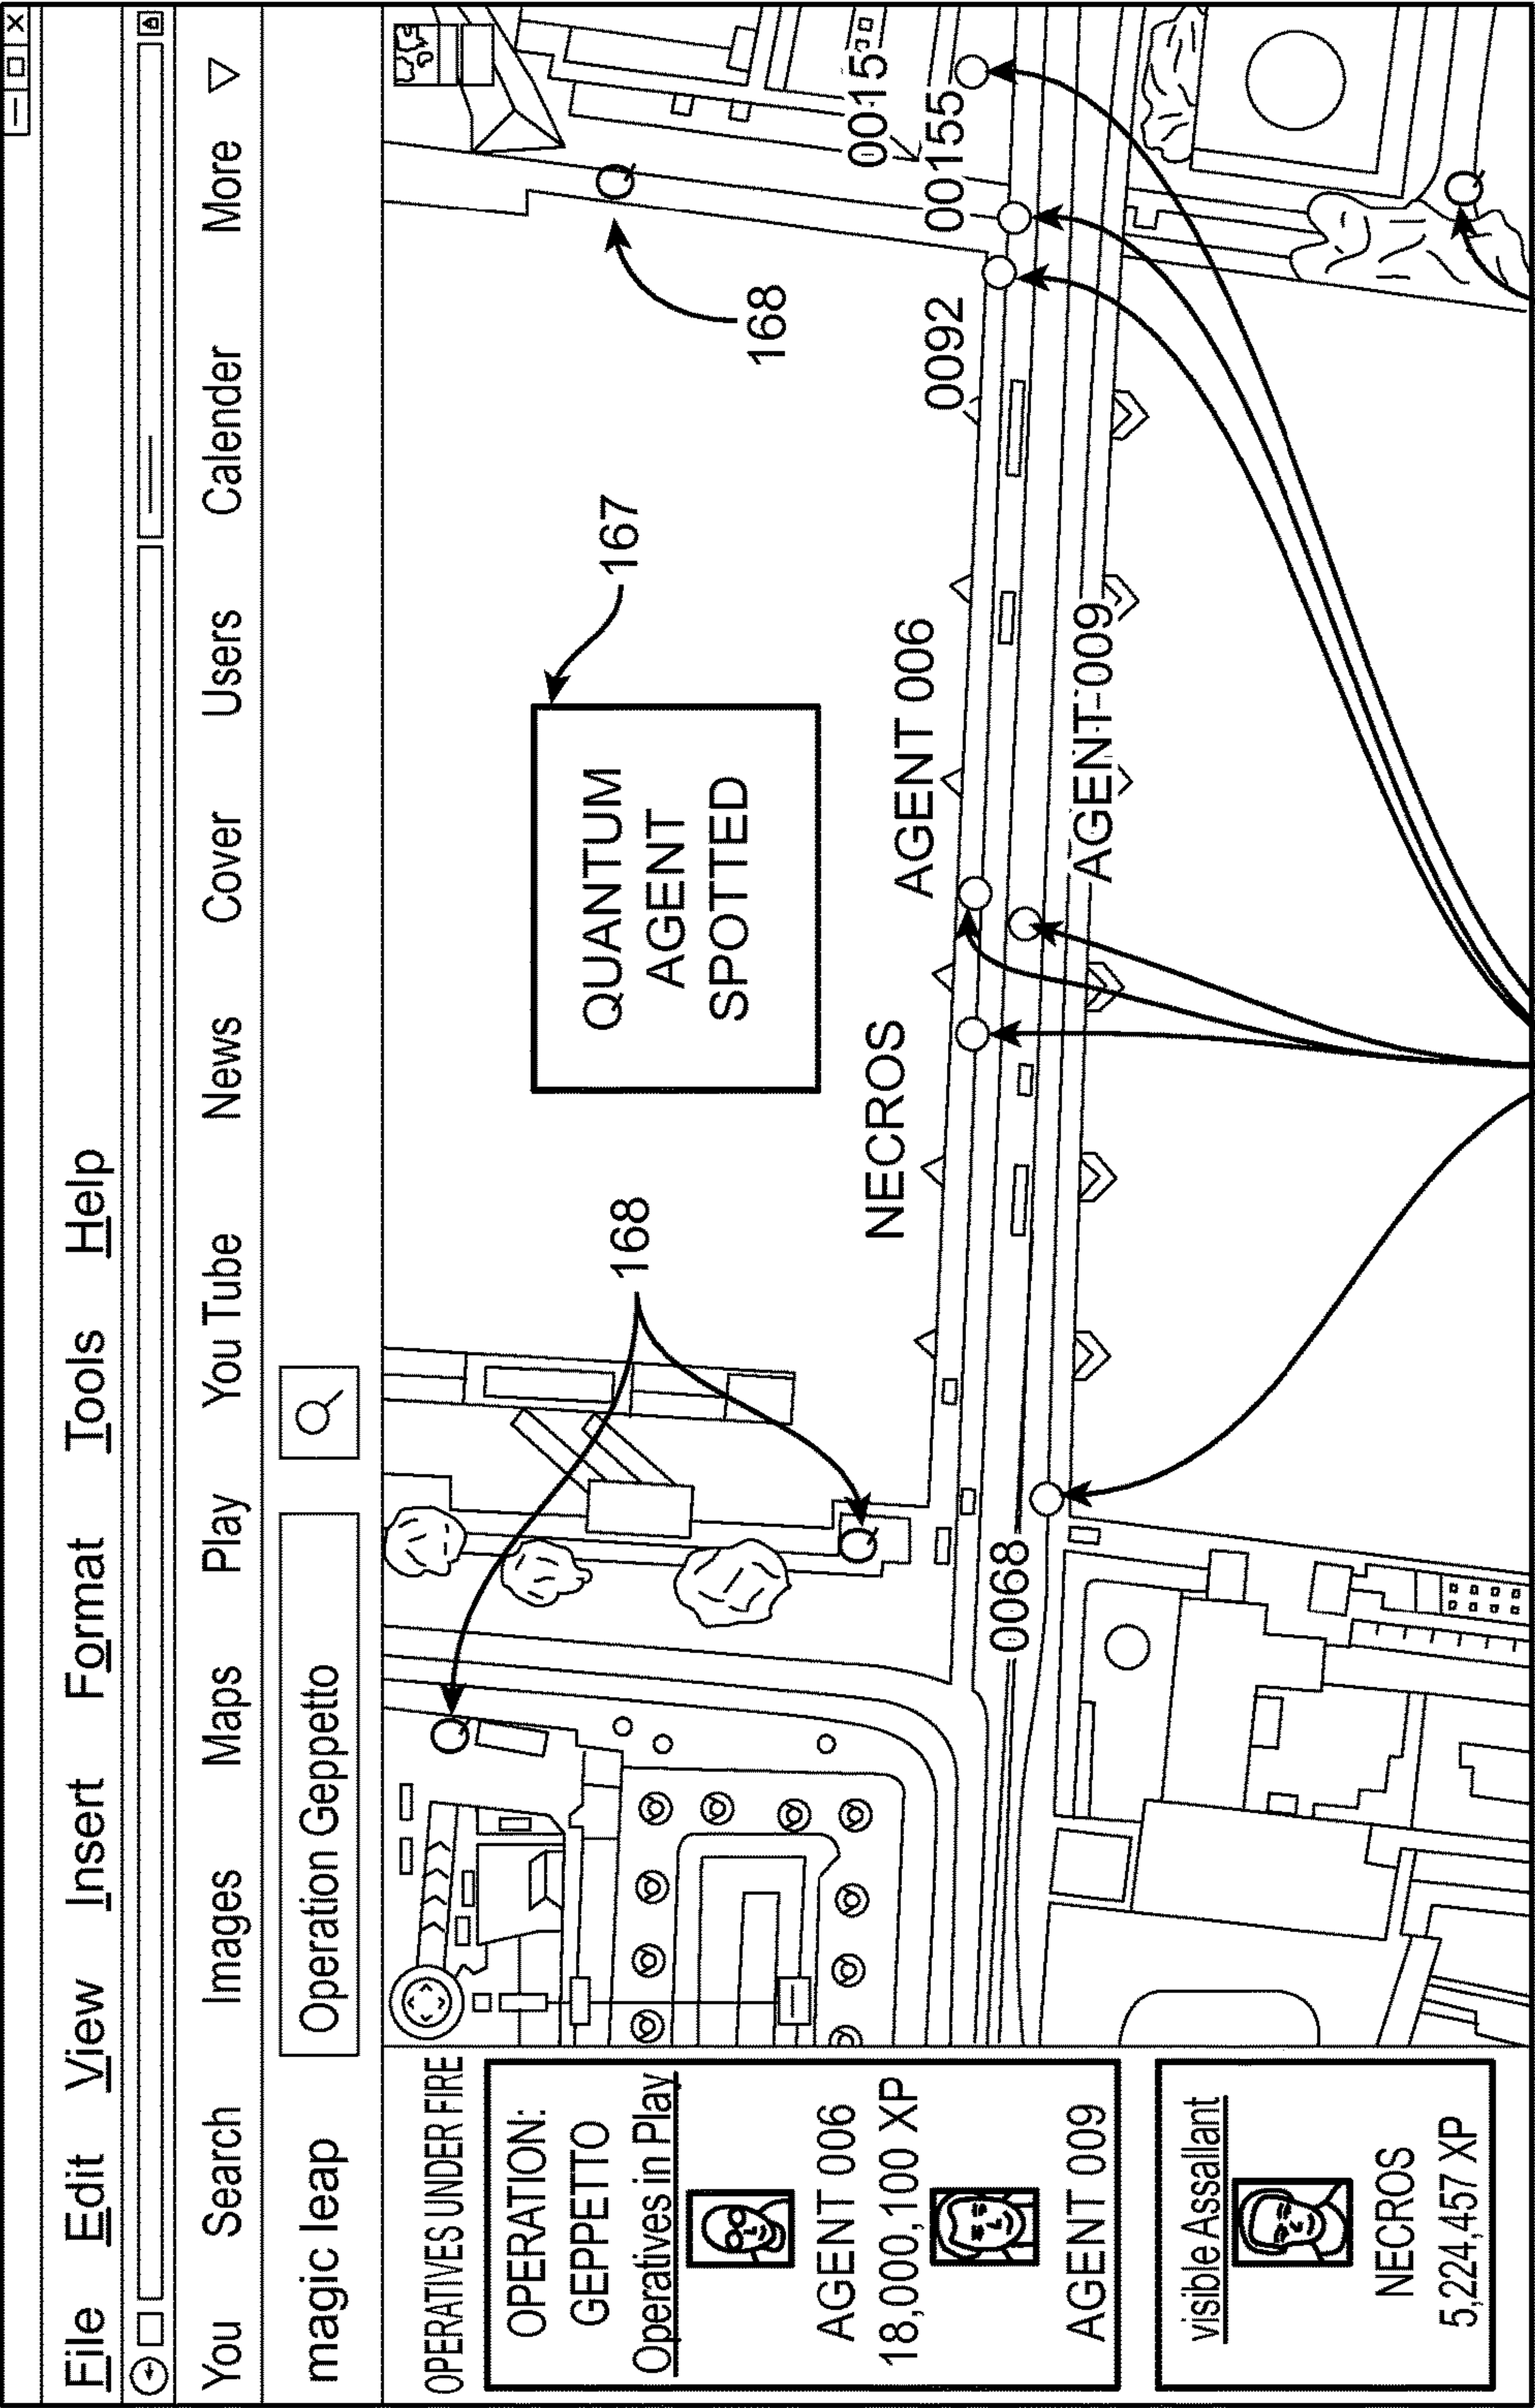 File Edit View Insert Format Tools Help
You Search Images Maps Play You Tube News Cover Users Calender More
magic leap
Operation Geppetto
OPERATIVES UNDER FIRE
OPERATION:
GEPPETTO
Operatives in Play
AGENT 006
18,000,100 XP
AGENT 009
visible Assallant
NECROS
5,224,457 XP
168
QUANTUM
AGENT
SPOTTED
167
168
Q
Q
Q
Q
NECROS
AGENT 006
AGENT 009
0068
0092
00155
0015